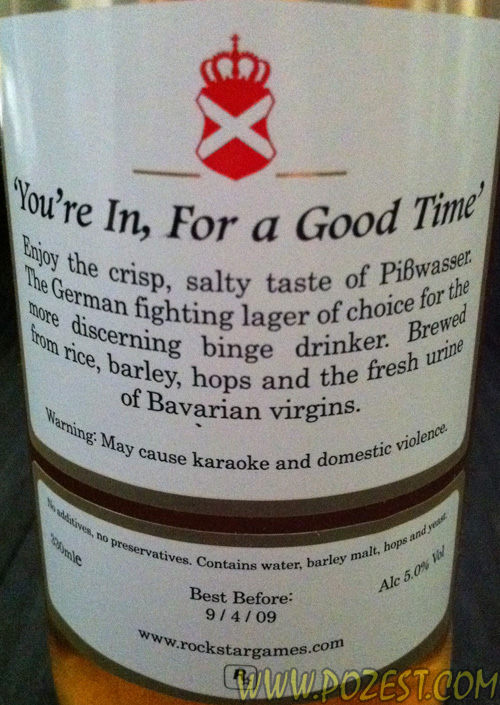 'You're In, For a Good Time'
Enjoy the crisp, salty taste of Pißwasser.
The German fighting lager of choice for the
more discerning binge drinker. Brewed
from rice, barley, hops and the fresh urine
of Bavarian virgins.
Warning: May cause karaoke and domestic violence.
No additives, no preservatives. Contains water, barley malt, hops and yeast
330mle
Alc 5.0% Vol
Best Before:
9 / 4 / 09
www.rockstargames.com
R
WWW.POZEST.COM